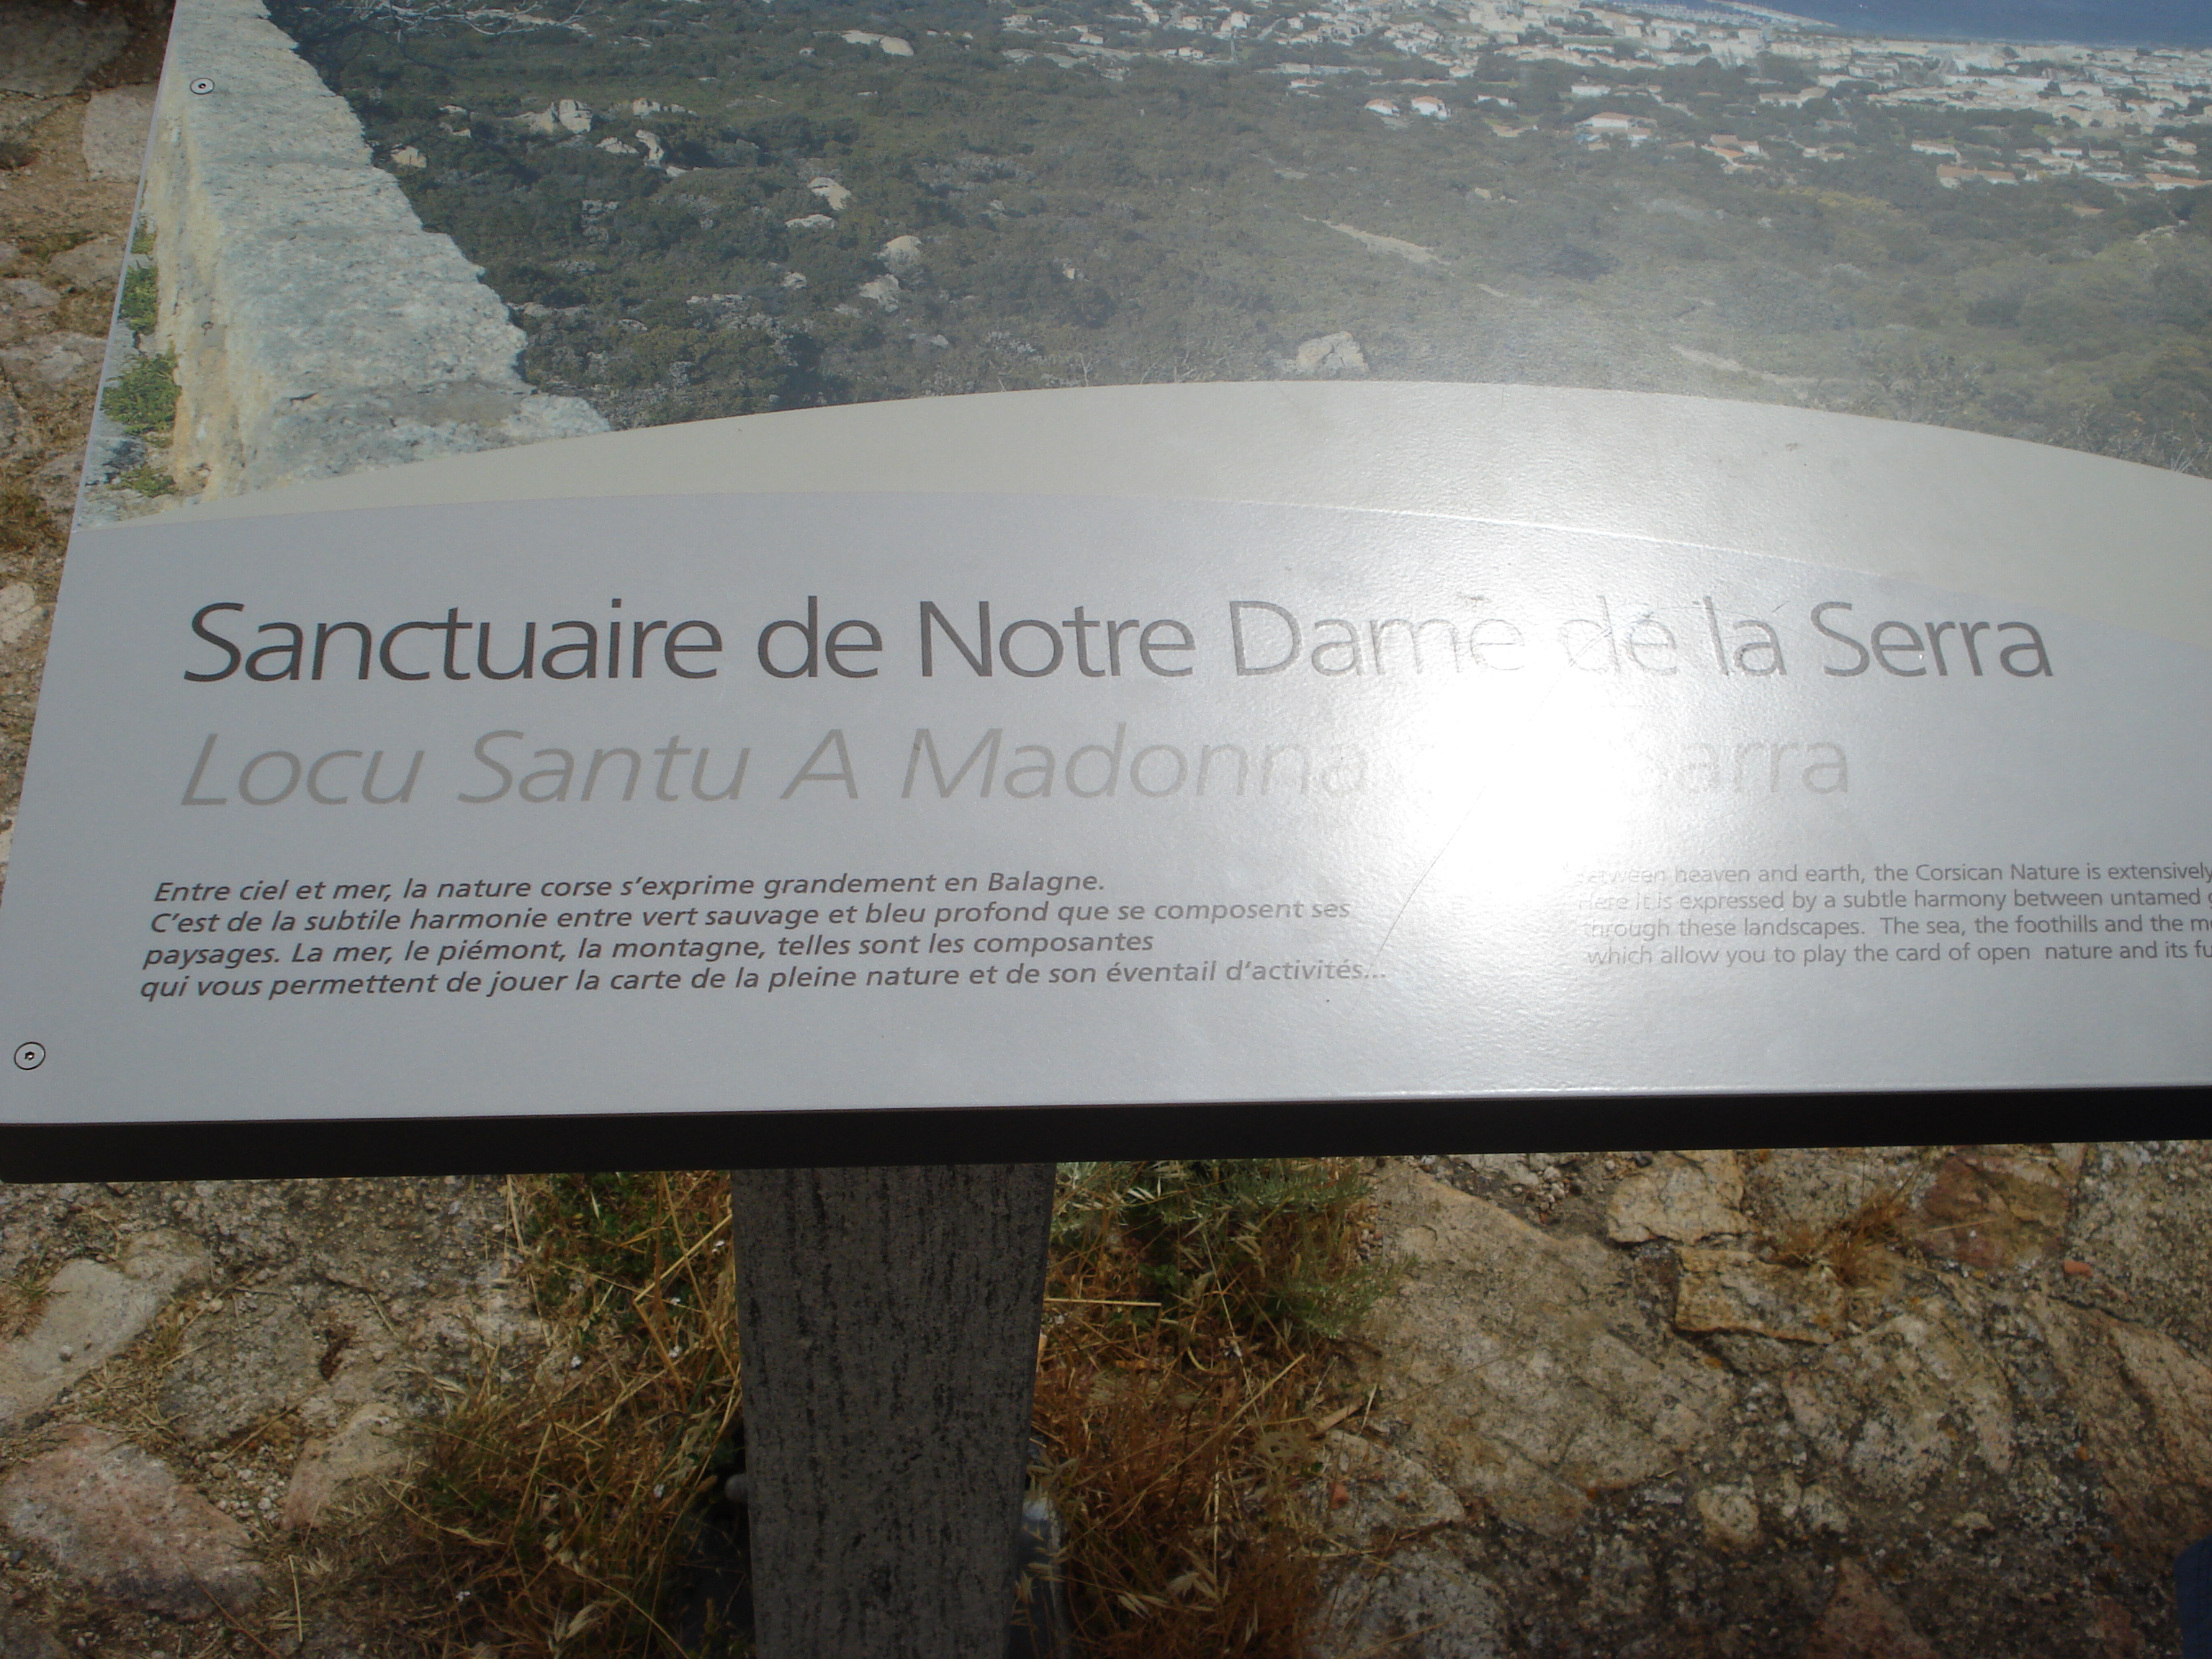 Sanctuaire de Notre Dame de la Serra
Locu Santu A Madonna
Entre ciel et mer, la nature corse s'exprime grandement en Balagne.
C'est de la subtile harmonie entre vert sauvage et bleu profond que se composent ses
paysages. La mer, le piémont, la montagne, telles sont les composantes
qui vous permettent de jouer la carte de la pleine nature et de son éventail d'activités...
heaven and earth, the Corsican Nature is extensively
Here it is expressed by a subtle harmony between untamed
through these landscapes. The sea, the foothills and the
which allow you to play the card of open nature and its